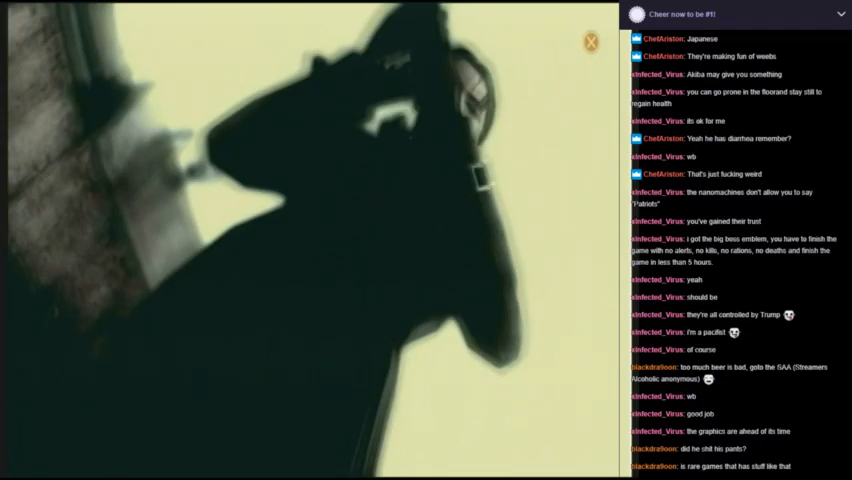 Cheer now to be #1!
ChefAriston: Japanese
ChefAriston: They're making fun of weebs
xInfected_Virus: Akiba may give you something
xInfected_Virus: you can go prone in the floorand stay still to
regain health
xInfected_Virus: its ok for me
ChefAriston: Yeah he has diarrhea remember?
xInfected_Virus: wb
ChefAriston: That's just fucking weird
xInfected_Virus: the nanomachines don't allow you to say
"Patriots"
xInfected_Virus: you've gained their trust
xInfected_Virus: i got the big boss emblem, you have to finish the
game with no alerts, no kills, no rations, no deaths and finish the
game in less than 5 hours.
xInfected_Virus: yeah
xInfected_Virus: should be
xInfected_Virus: they're all controlled by Trump
xInfected_Virus: i'm a pacifist
xInfected_Virus: of course
blackdra9oon: too much beer is bad, goto the SAA (Streamers
Alcoholic anonymous)
xInfected_Virus: wb
xInfected_Virus: good job
xInfected_Virus: the graphics are ahead of its time
blackdra9oon: did he shit his pants?
blackdra9oon: is rare games that has stuff like that